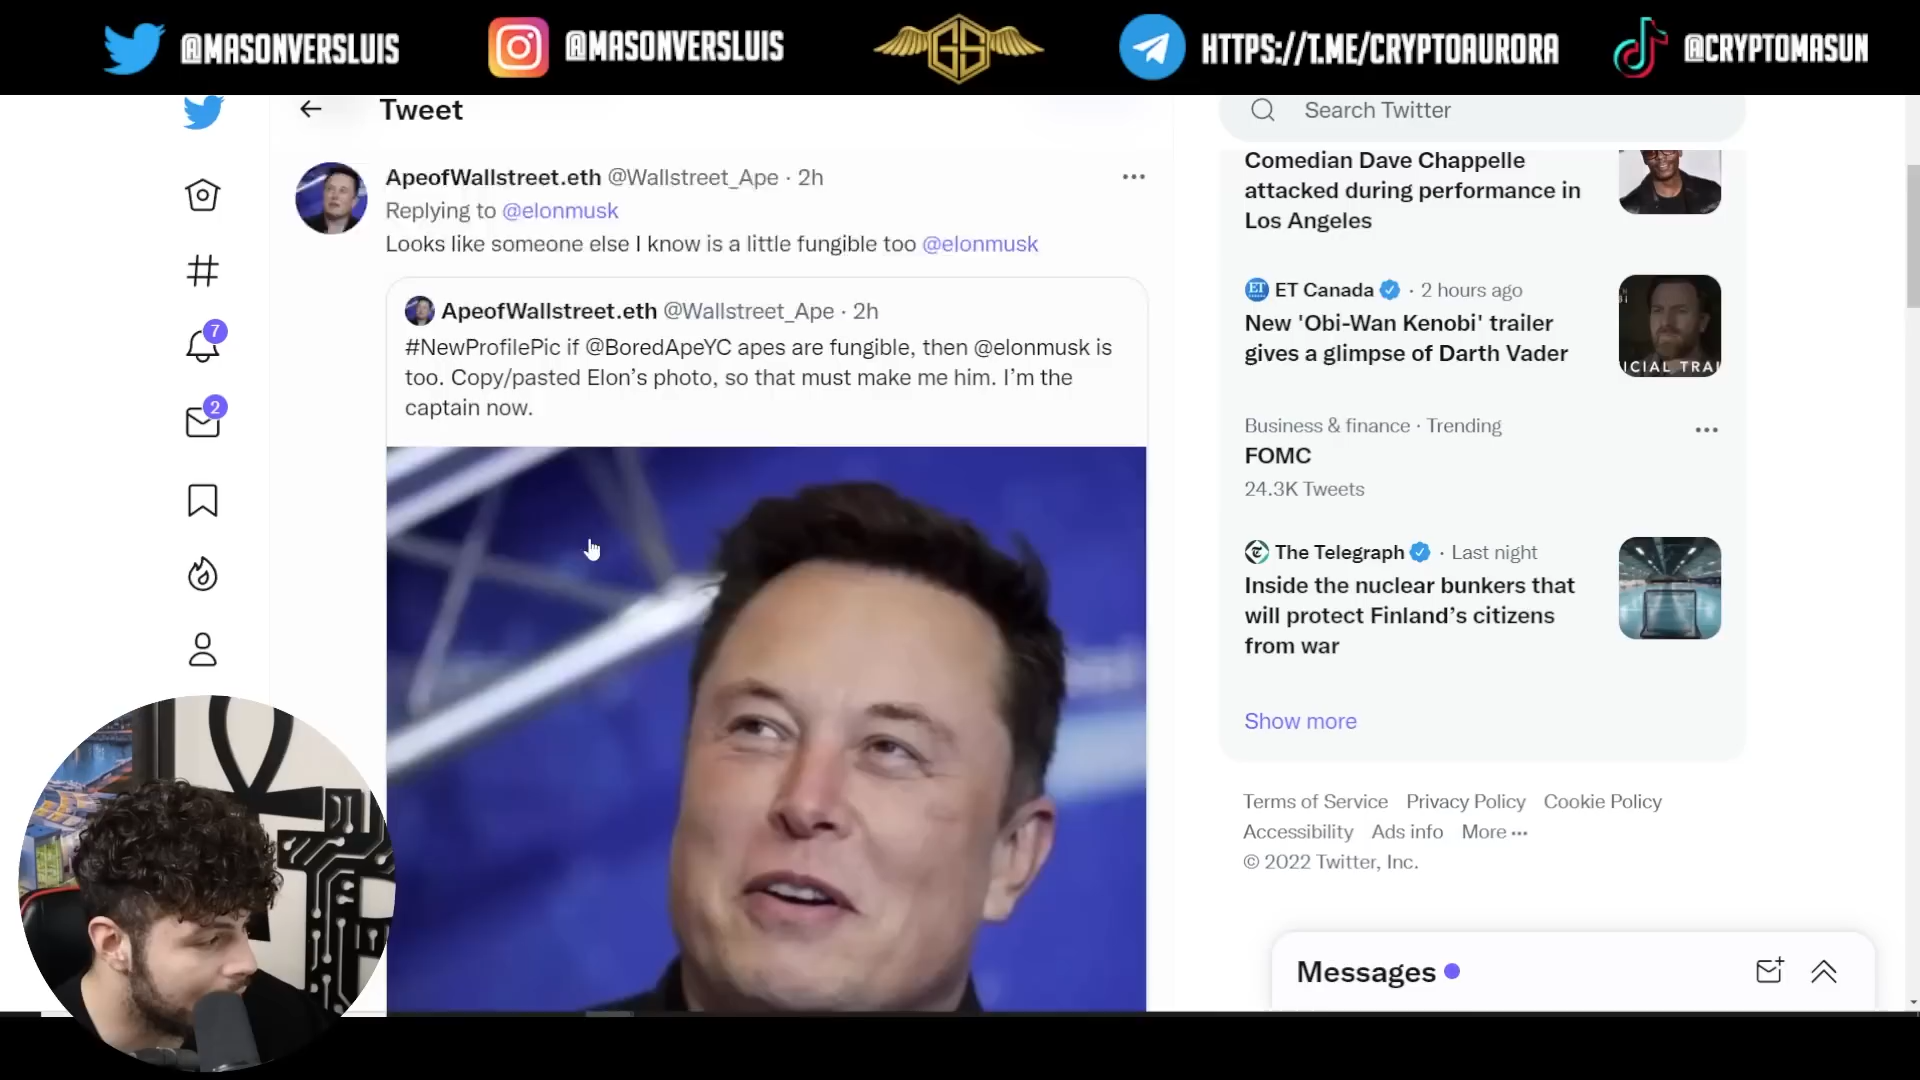 @MASONVERSLUIS
@MASONVERSLUIS
GS
HTTPS://T.ME/CRYPTOAURORA
@CRYPTOMASUN
Tweet
Search Twitter
ApeofWallstreet.eth @Wallstreet_Ape · 2h
Replying to @elonmusk
Looks like someone else I know is a little fungible too @elonmusk
ApeofWallstreet.eth @Wallstreet_Ape · 2h
#NewProfilePic if @BoredApeYC apes are fungible, then @elonmusk is
too. Copy/pasted Elon’s photo, so that must make me him. I’m the
captain now.
7
2
Comedian Dave Chappelle
attacked during performance in
Los Angeles
ET ET Canada · 2 hours ago
New 'Obi-Wan Kenobi' trailer
gives a glimpse of Darth Vader
ICIAL TRAI
Business & finance · Trending
FOMC
24.3K Tweets
The Telegraph · Last night
Inside the nuclear bunkers that
will protect Finland’s citizens
from war
Show more
Terms of Service Privacy Policy Cookie Policy
Accessibility Ads info More ···
© 2022 Twitter, Inc.
Messages